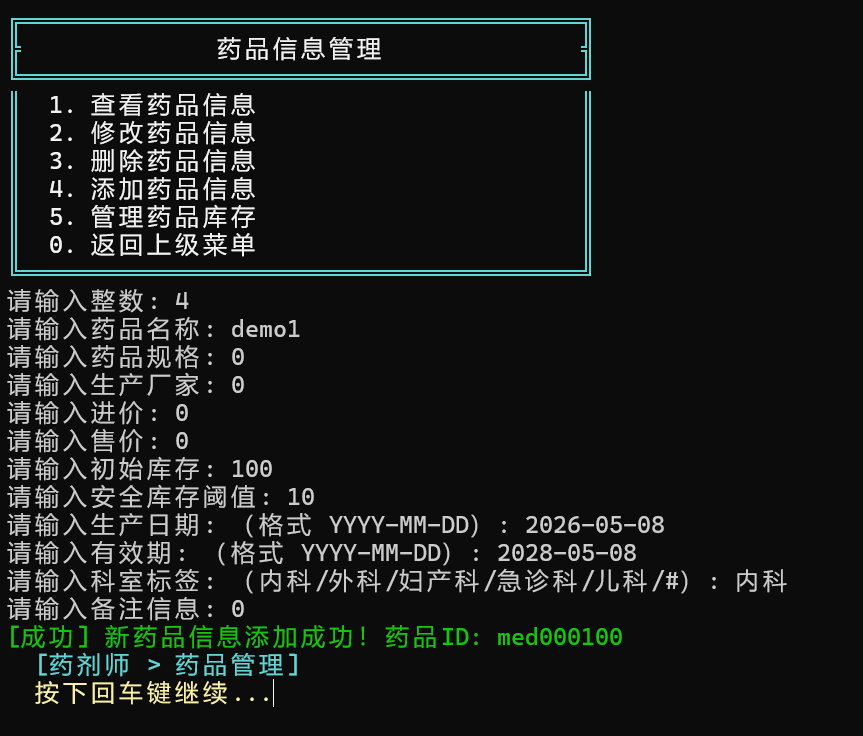 药品信息管理
1. 查看药品信息
2. 修改药品信息
3. 删除药品信息
4. 添加药品信息
5. 管理药品库存
0. 返回上级菜单
请输入整数: 4
请输入药品名称: demo1
请输入药品规格: 0
请输入生产厂家: 0
请输入进价: 0
请输入售价: 0
请输入初始库存: 100
请输入安全库存阈值: 10
请输入生产日期: （格式 YYYY-MM-DD）: 2026-05-08
请输入有效期: （格式 YYYY-MM-DD）: 2028-05-08
请输入科室标签: （内科/外科/妇产科/急诊科/儿科/#）: 内科
请输入备注信息: 0
[成功] 新药品信息添加成功! 药品ID: med000100
[药剂师 > 药品管理]
按下回车键继续...